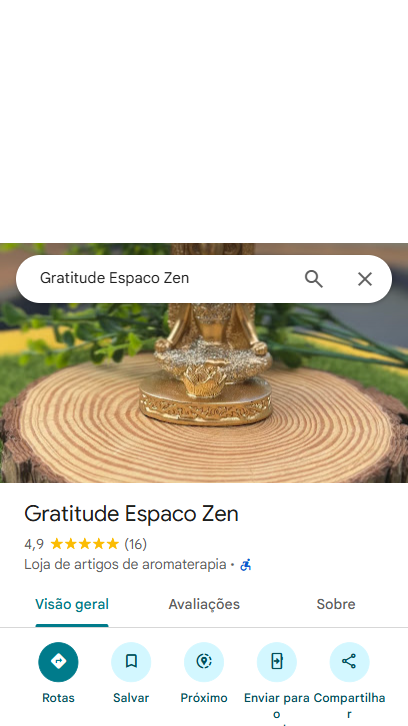 Gratitude Espaco Zen
Gratitude Espaco Zen
4,9 (16)
Loja de artigos de aromaterapia ·
Visão geral Avaliações Sobre
Rotas Salvar Próximo Enviar para o Compartilhar